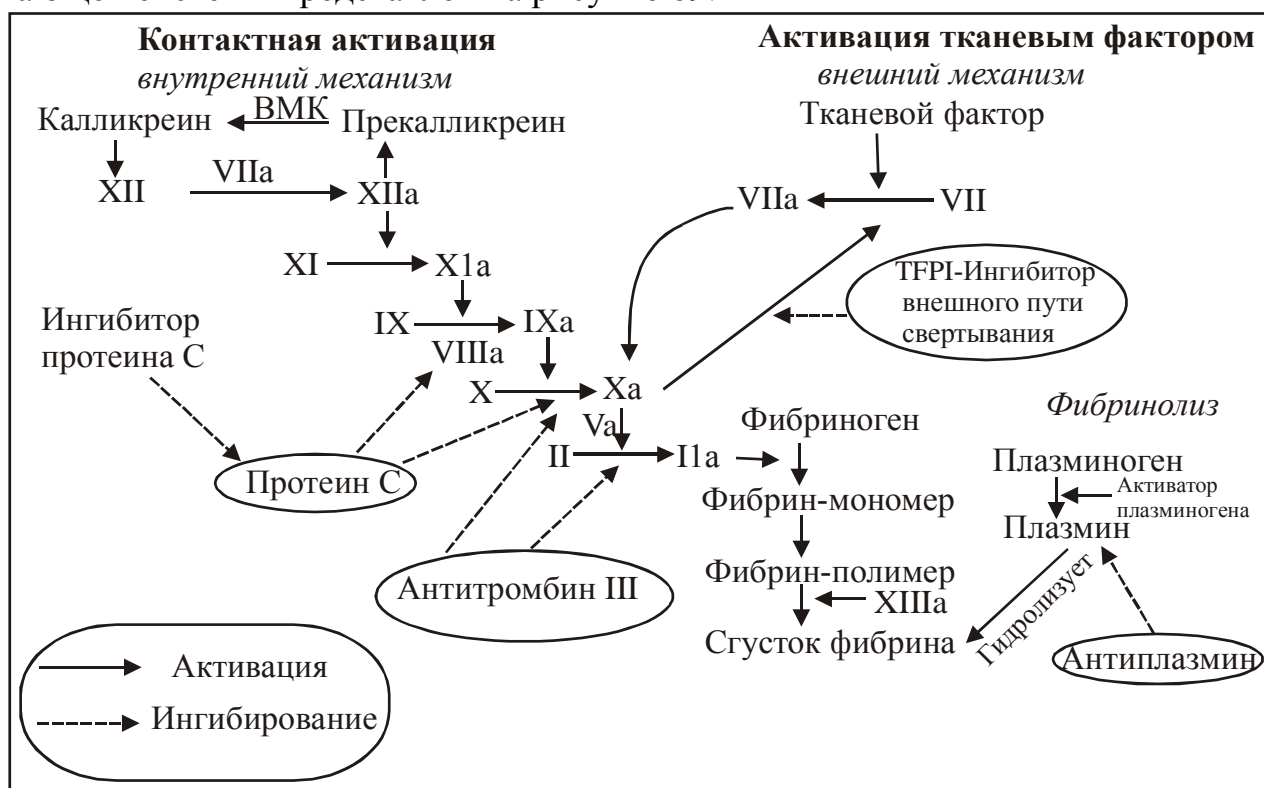 Контактная активация
внутренний механизм
Активация тканевым фактором
внешний механизм
Калликреин
ВМК
Прекалликреин
Тканевой фактор
XII
VIIa
XIIa
VIIa
VII
XI
X1a
TFPI-Ингибитор
внешного пути
свертывания
Ингибитор
протеина С
IX
IXa
VIIIa
X
Xa
Va
II
I1a
Протеин С
Антитромбин III
Фибриноген
Фибрин-мономер
Фибрин-полимер
XIIIa
Сгусток фибрина
Фибринолиз
Плазминоген
Активатор
плазминогена
Плазмин
Гидролизует
Антиплазмин
Активация
Ингибирование